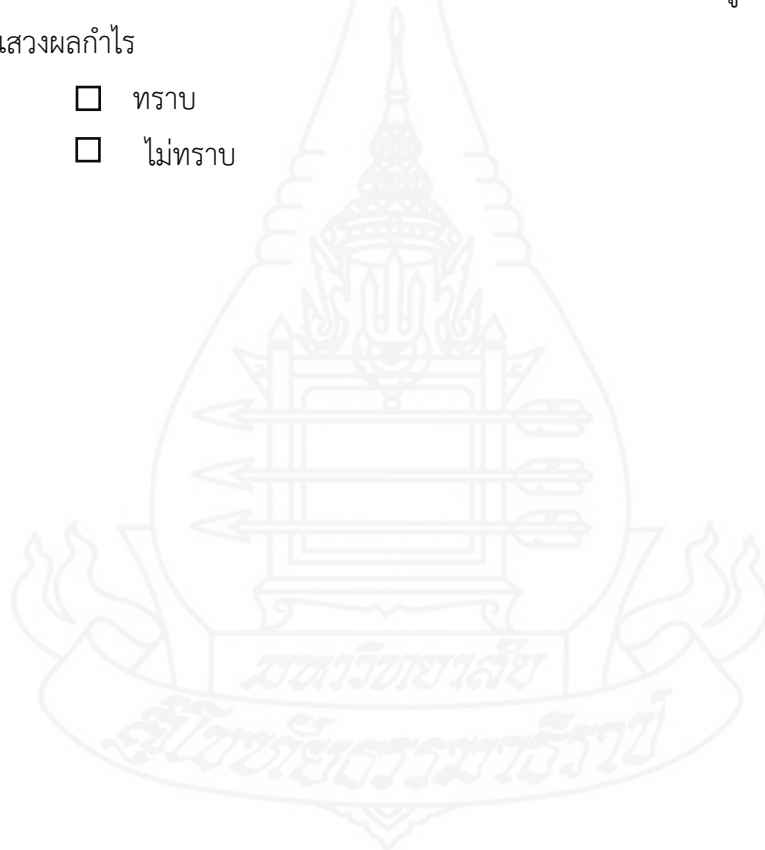 แสวงผลกำไร
☐ ทราบ
☐ ไม่ทราบ
มหาวิทยาลัย
สุโขทัยธรรมาธิราช